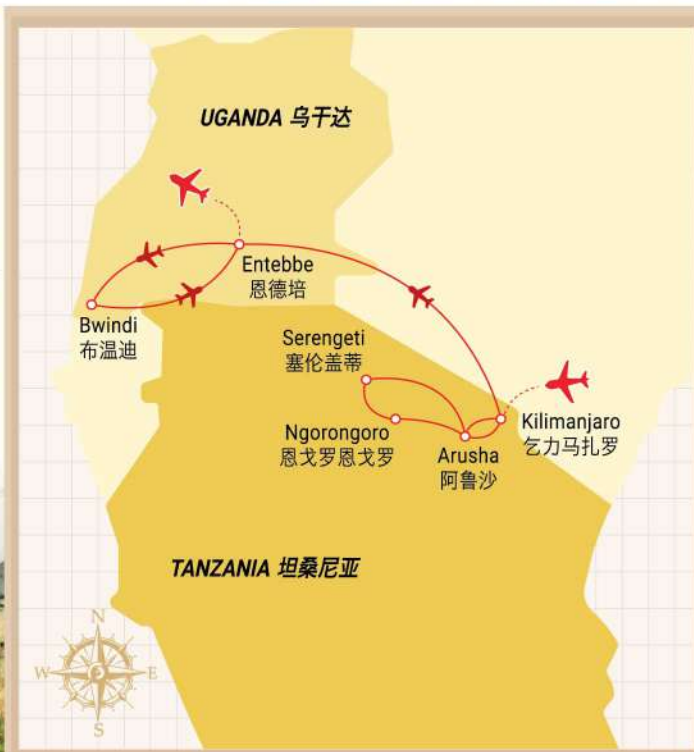 UGANDA 乌干达
Entebbe
恩德培
Bwindi
布温迪
Serengeti
塞伦盖蒂
Ngorongoro
恩戈罗恩戈罗
Arusha
阿鲁沙
Kilimanjaro
乞力马扎罗
TANZANIA 坦桑尼亚
N
W E
S